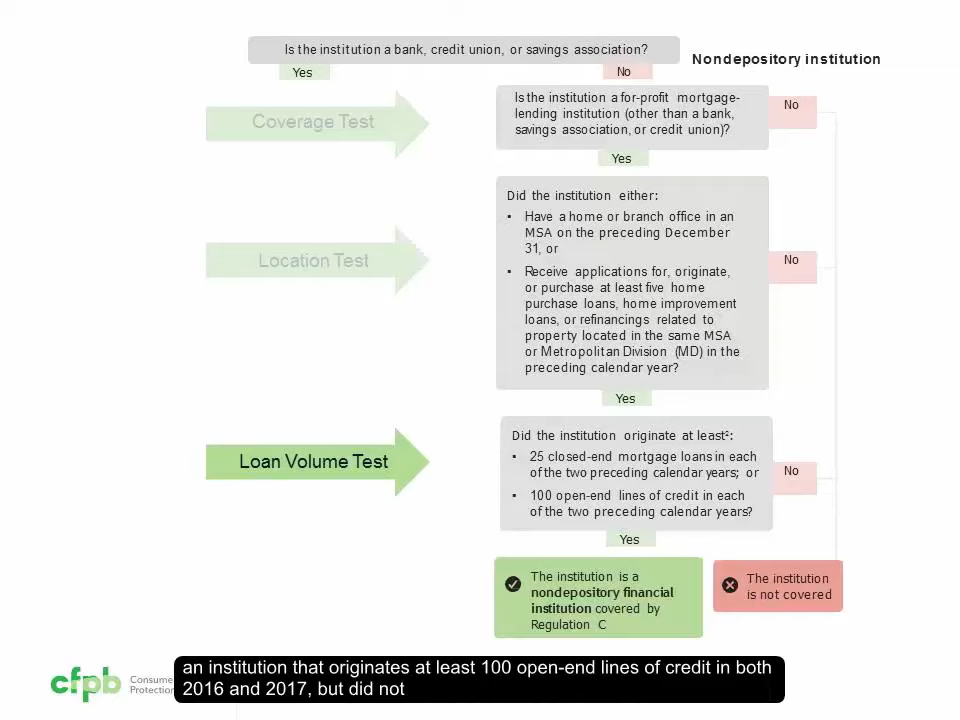 Is the institution a bank, credit union, or savings association?
Nondepository institution
Yes
No
Coverage Test
Is the institution a for-profit mortgage-
lending institution (other than a bank,
savings association, or credit union)?
No
Yes
Location Test
Did the institution either:
▪ Have a home or branch office in an
MSA on the preceding December
31, or
▪ Receive applications for, originate,
or purchase at least five home
purchase loans, home improvement
loans, or refinancings related to
property located in the same MSA
or Metropolitan Division (MD) in the
preceding calendar year?
No
Yes
Loan Volume Test
Did the institution originate at least²:
▪ 25 closed-end mortgage loans in each
of the two preceding calendar years; or
▪ 100 open-end lines of credit in each
of the two preceding calendar years?
No
Yes
The institution is a
nondepository financial
institution covered by
Regulation C
The institution
is not covered
cfpb
Consume
Protection
an institution that originates at least 100 open-end lines of credit in both
2016 and 2017, but did not